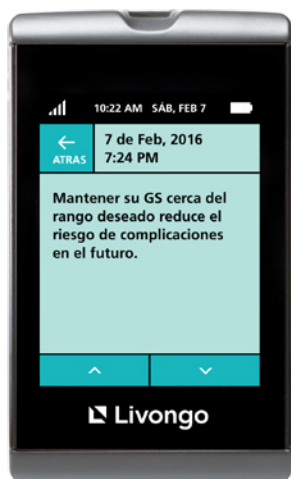 10:22 AM SÁB, FEB 7
ATRAS
7 de Feb, 2016
7:24 PM
Mantener su GS cerca del
rango deseado reduce el
riesgo de complicaciones
en el futuro.
Livongo